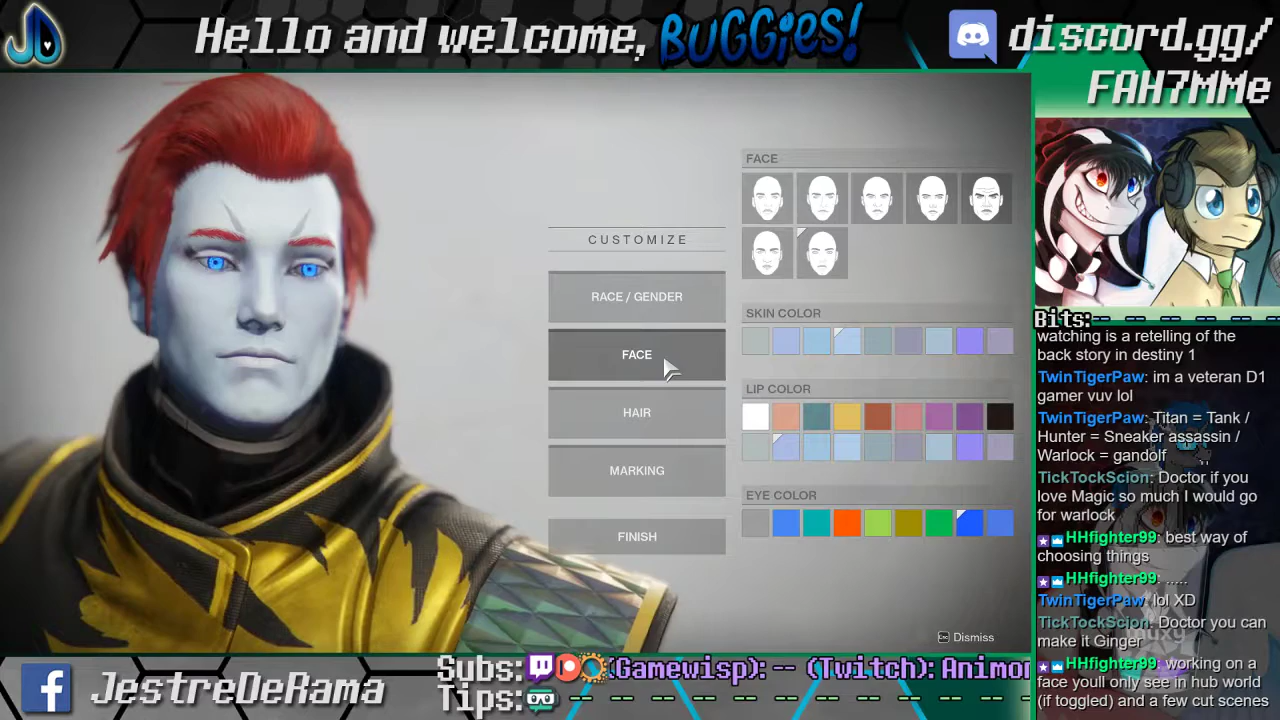 Hello and welcome, BUGGiES!
discord.gg/
FAH7MMe
CUSTOMIZE
RACE / GENDER
FACE
HAIR
MARKING
FINISH
FACE
SKIN COLOR
LIP COLOR
EYE COLOR
Esc Dismiss
Bits: -- -- -- -- -- --
watching is a retelling of the
back story in destiny 1
TwinTigerPaw: im a veteran D1
gamer vuv lol
TwinTigerPaw: Titan = Tank /
Hunter = Sneaker assassin /
Warlock = gandolf
TickTockScion: Doctor if you
love Magic so much I would go
for warlock
HHfighter99: best way of
choosing things
HHfighter99: .....
TwinTigerPaw: lol XD
TickTockScion: Doctor you can
make it Ginger
HHfighter99: working on a
face youll only see in hub world
(if toggled) and a few cut scenes
JestreDeRama
Subs: (Gamewisp): -- (Twitch): Animor
Tips: -- -- -- -- -- -- -- -- -- -- -- --